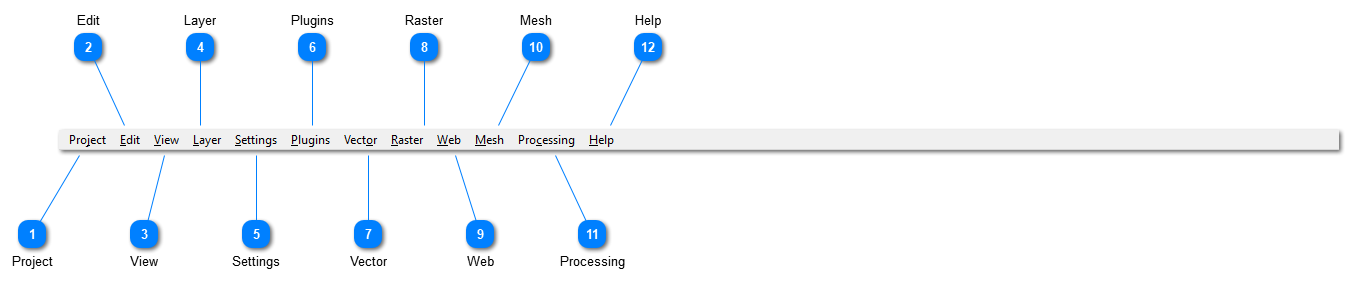 Edit Layer Plugins Raster Mesh Help
2 4 6 8 10 12
Project Edit View Layer Settings Plugins Vector Raster Web Mesh Processing Help
1 3 5 7 9 11
Project View Settings Vector Web Processing